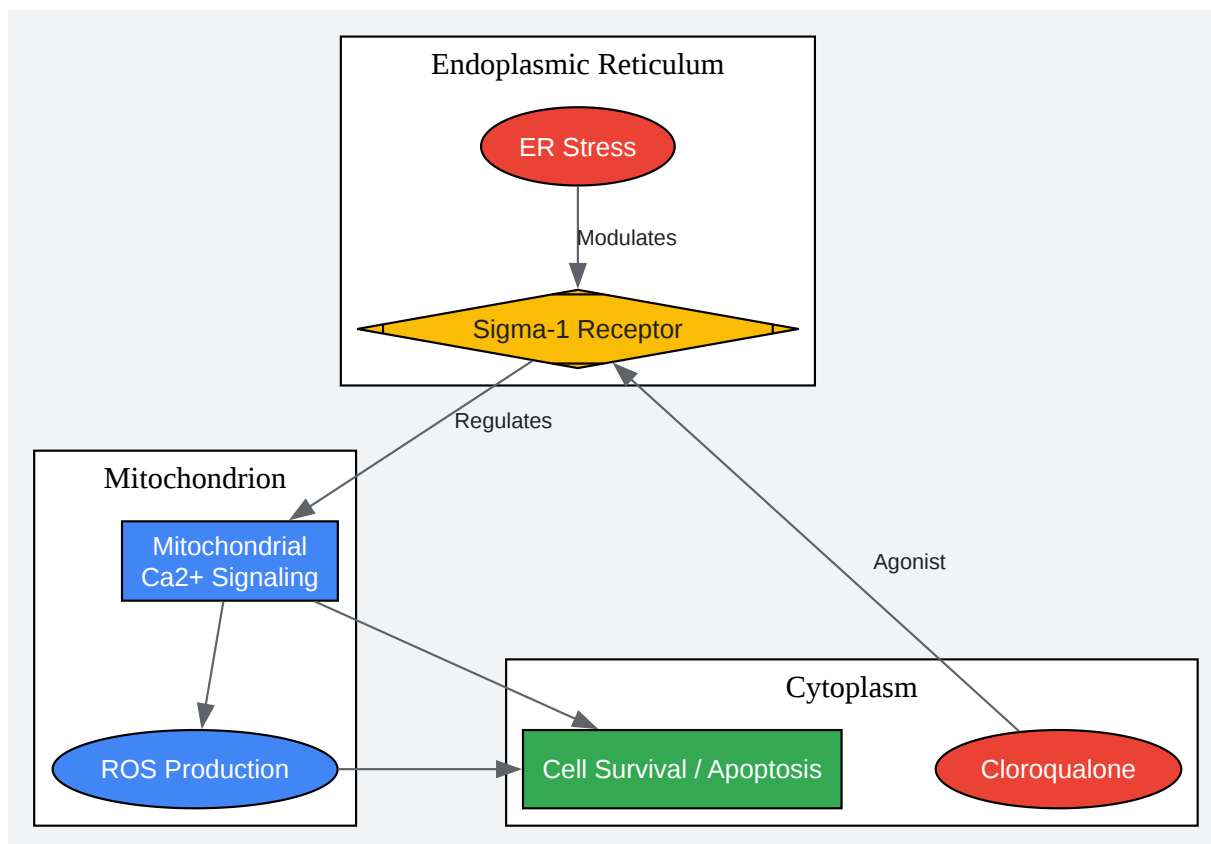 Endoplasmic Reticulum
ER Stress
Modulates
Sigma-1 Receptor
Regulates
Mitochondrion
Mitochondrial
Ca2+ Signaling
Agonist
Cytoplasm
ROS Production
Cell Survival / Apoptosis
Cloroqualone